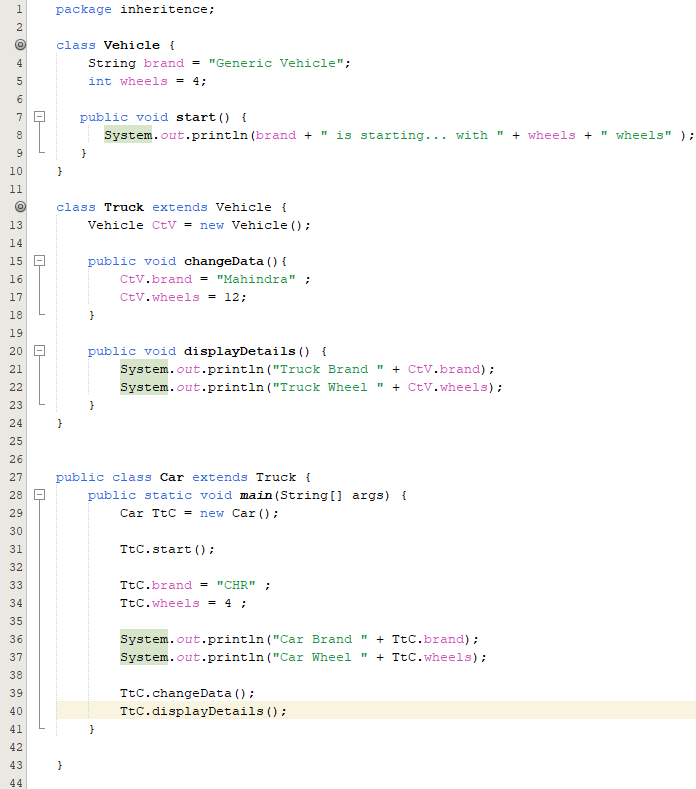 1 package inheritence;
2
class Vehicle {
4 String brand = "Generic Vehicle";
5 int wheels = 4;
6
7 public void start() {
8 System.out.println(brand + " is starting... with " + wheels + " wheels" );
9 }
10 }
11
class Truck extends Vehicle {
13 Vehicle CtV = new Vehicle();
14
15 public void changeData(){
16 CtV.brand = "Mahindra" ;
17 CtV.wheels = 12;
18 }
19
20 public void displayDetails() {
21 System.out.println("Truck Brand " + CtV.brand);
22 System.out.println("Truck Wheel " + CtV.wheels);
23 }
24 }
25
26
27 public class Car extends Truck {
28 public static void main(String[] args) {
29 Car TtC = new Car();
30
31 TtC.start();
32
33 TtC.brand = "CHR" ;
34 TtC.wheels = 4 ;
35
36 System.out.println("Car Brand " + TtC.brand);
37 System.out.println("Car Wheel " + TtC.wheels);
38
39 TtC.changeData();
40 TtC.displayDetails();
41 }
42
43 }
44